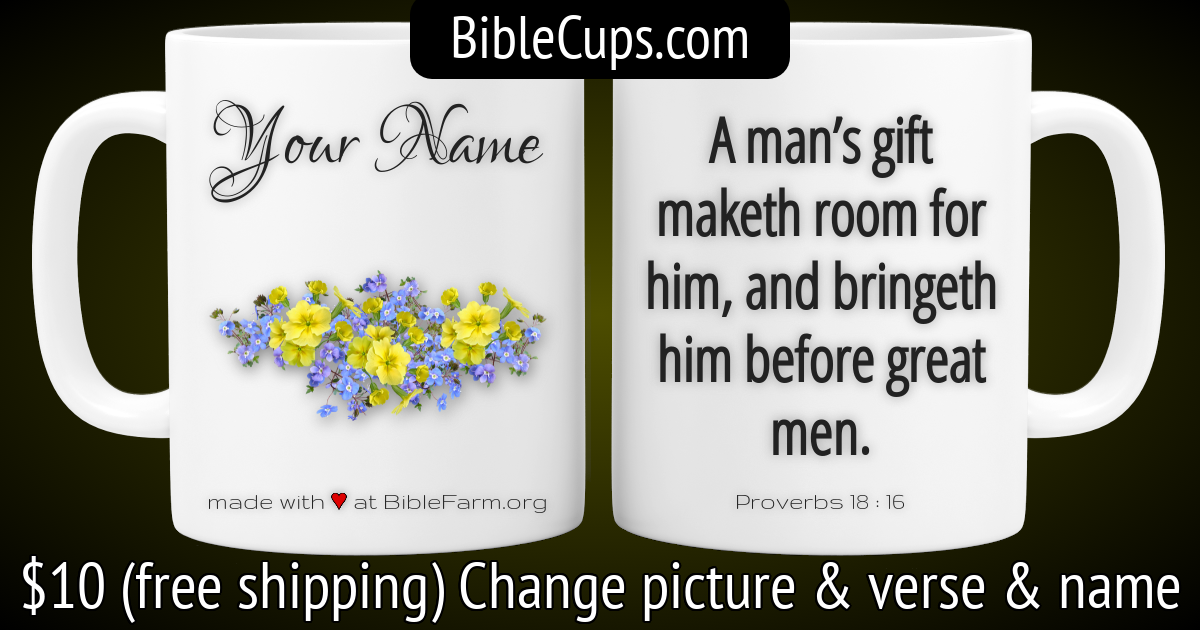 BibleCups.com
Your Name
made with ♥ at BibleFarm.org
A man’s gift
maketh room for
him, and bringeth
him before great
men.
Proverbs 18 : 16
$10 (free shipping) Change picture & verse & name